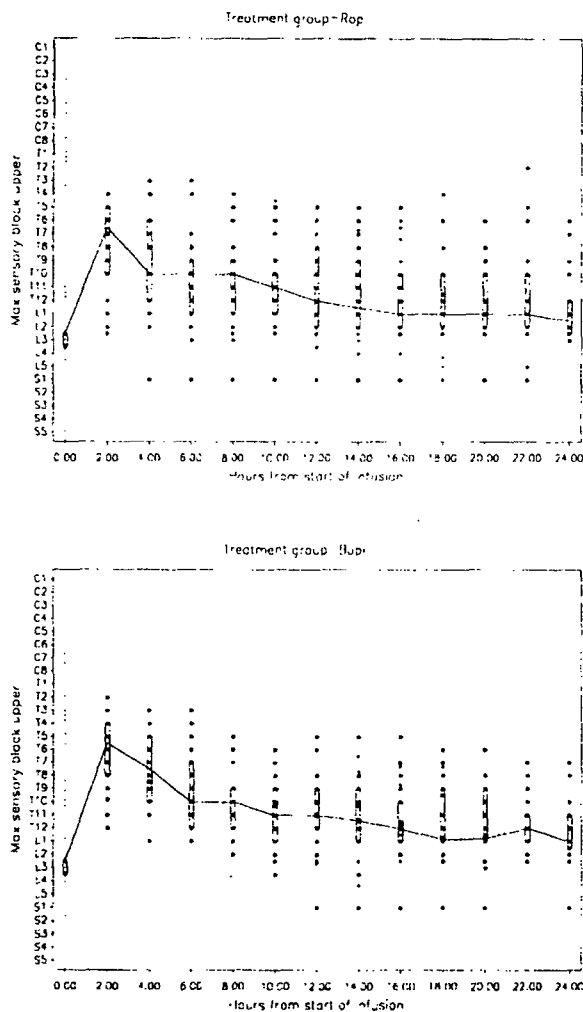 Treatment group-Rop
Max sensory block upper
C1
C2
C3
C4
C5
C6
C7
C8
T1
T2
T3
T4
T5
T6
T7
T8
T9
T10
T11
T12
L1
L2
L3
L4
L5
S1
S2
S3
S4
S5
0.00 2.00 4.00 6.00 8.00 10.00 12.00 14.00 16.00 18.00 20.00 22.00 24.00
Hours from start of infusion
Treatment group-Bupi
Max sensory block upper
C1
C2
C3
C4
C5
C6
C7
C8
T1
T2
T3
T4
T5
T6
T7
T8
T9
T10
T11
T12
L1
L2
L3
L4
L5
S1
S2
S3
S4
S5
0.00 2.00 4.00 6.00 8.00 10.00 12.00 14.00 16.00 18.00 20.00 22.00 24.00
Hours from start of infusion